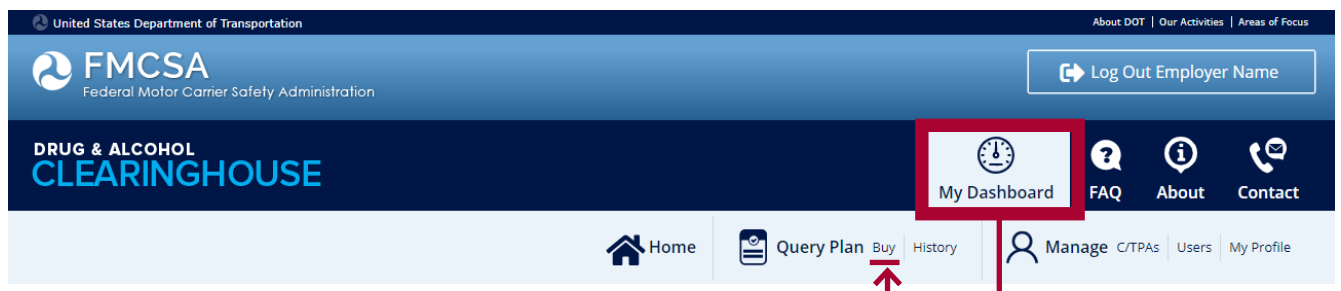 United States Department of Transportation
About DOT | Our Activities | Areas of Focus
FMCSA
Federal Motor Carrier Safety Administration
Log Out Employer Name
DRUG & ALCOHOL
CLEARINGHOUSE
My Dashboard
FAQ
About
Contact
Home
Query Plan Buy History
Manage C/TPAs Users My Profile